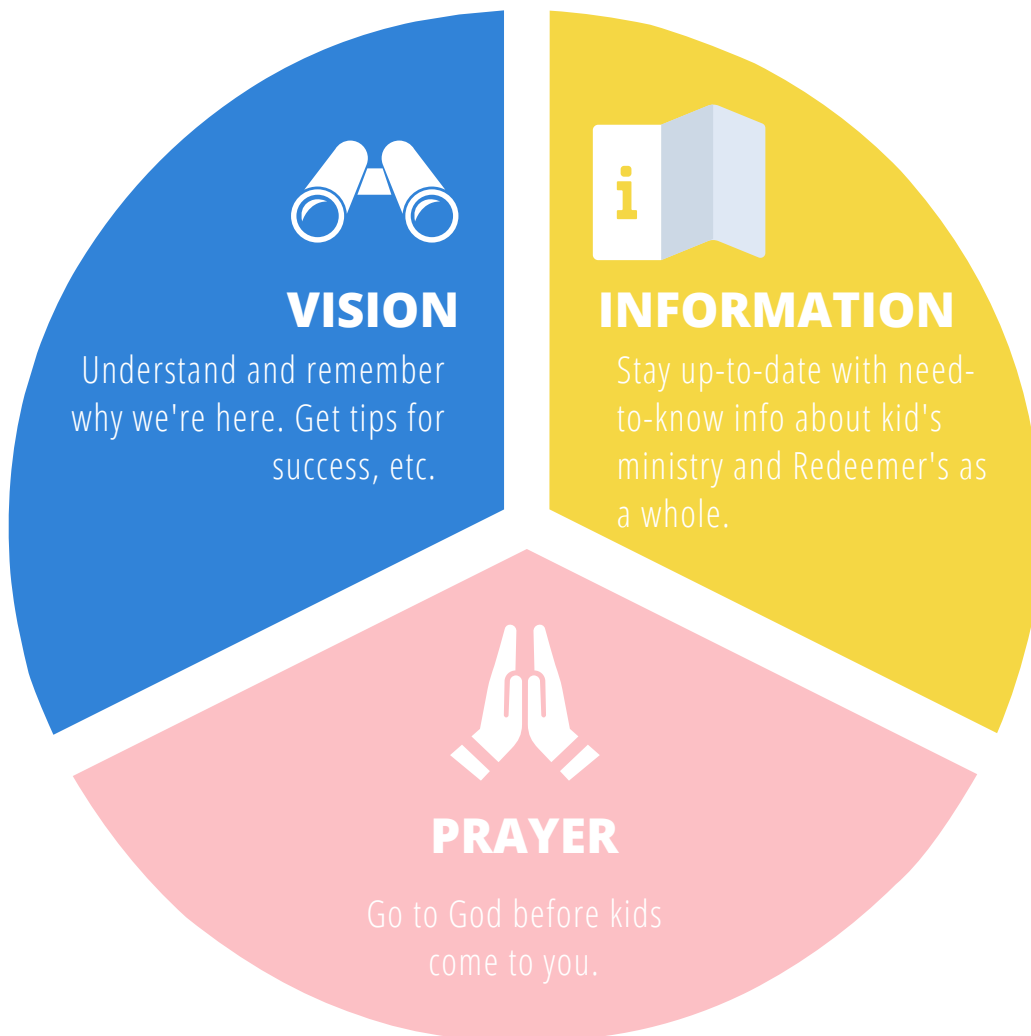 VISION
Understand and remember
why we're here. Get tips for
success, etc.
i
INFORMATION
Stay up-to-date with need-
to-know info about kid's
ministry and Redeemer's as
a whole.
PRAYER
Go to God before kids
come to you.